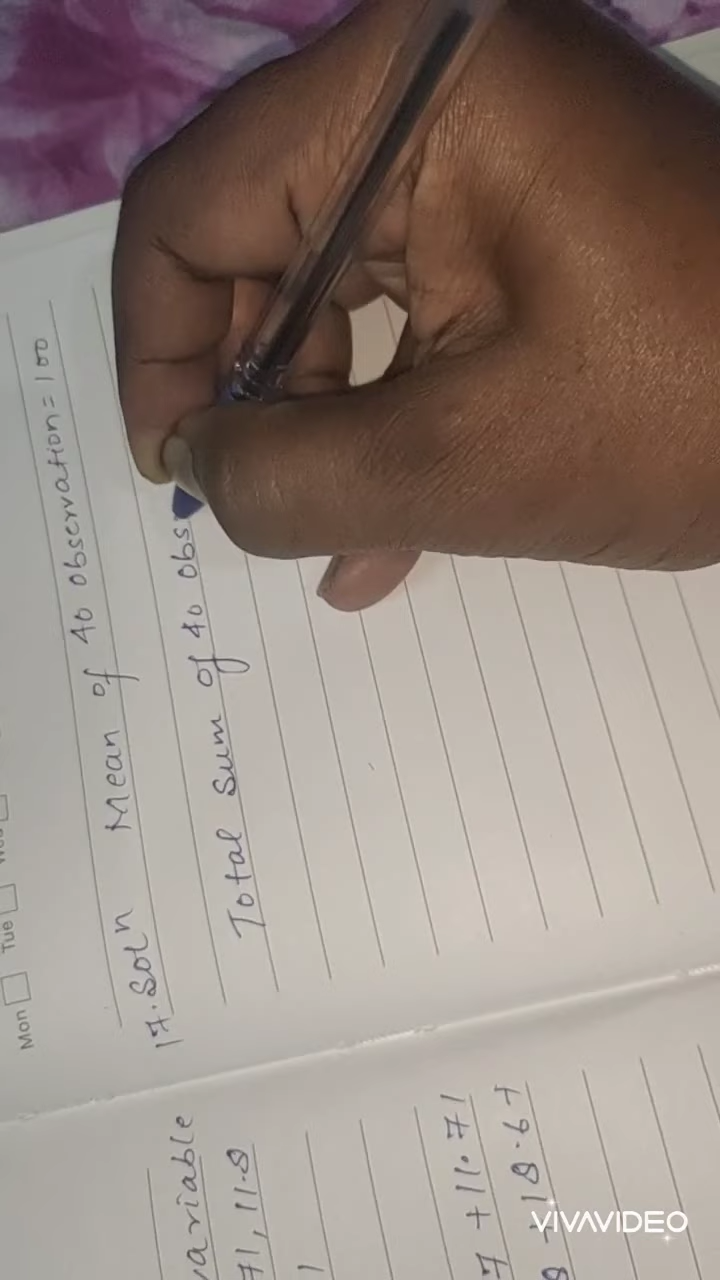 Mon Tue
17. Soln Mean of 40 observation = 100
Total sum of 40 obs
variable
71, 11.8
7 + 11.71
+ 18.67
VIVAVIDEO